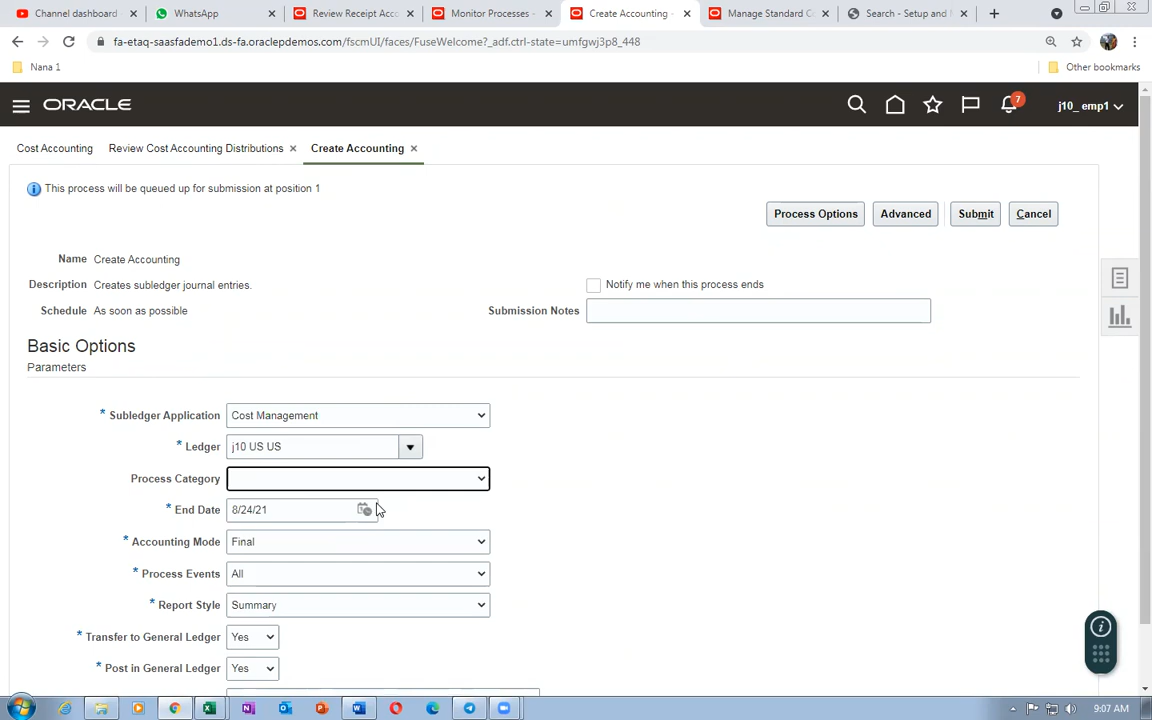 Channel dashboard
WhatsApp
Review Receipt Acc
Monitor Processes -
Create Accounting -
Manage Standard C
Search - Setup and
fa-etaq-saasfademo1.ds-fa.oraclepdemos.com/fscmUI/faces/FuseWelcome?_adf.ctrl-state=umfgwj3p8_448
Nana 1
Other bookmarks
ORACLE
7
j10_ emp1
Cost Accounting
Review Cost Accounting Distributions
Create Accounting
This process will be queued up for submission at position 1
Process Options
Advanced
Submit
Cancel
Name Create Accounting
Description Creates subledger journal entries.
Notify me when this process ends
Schedule As soon as possible
Submission Notes
Basic Options
Parameters
* Subledger Application Cost Management
* Ledger j10 US US
Process Category
* End Date 8/24/21
* Accounting Mode Final
* Process Events All
* Report Style Summary
* Transfer to General Ledger Yes
* Post in General Ledger Yes
9:07 AM